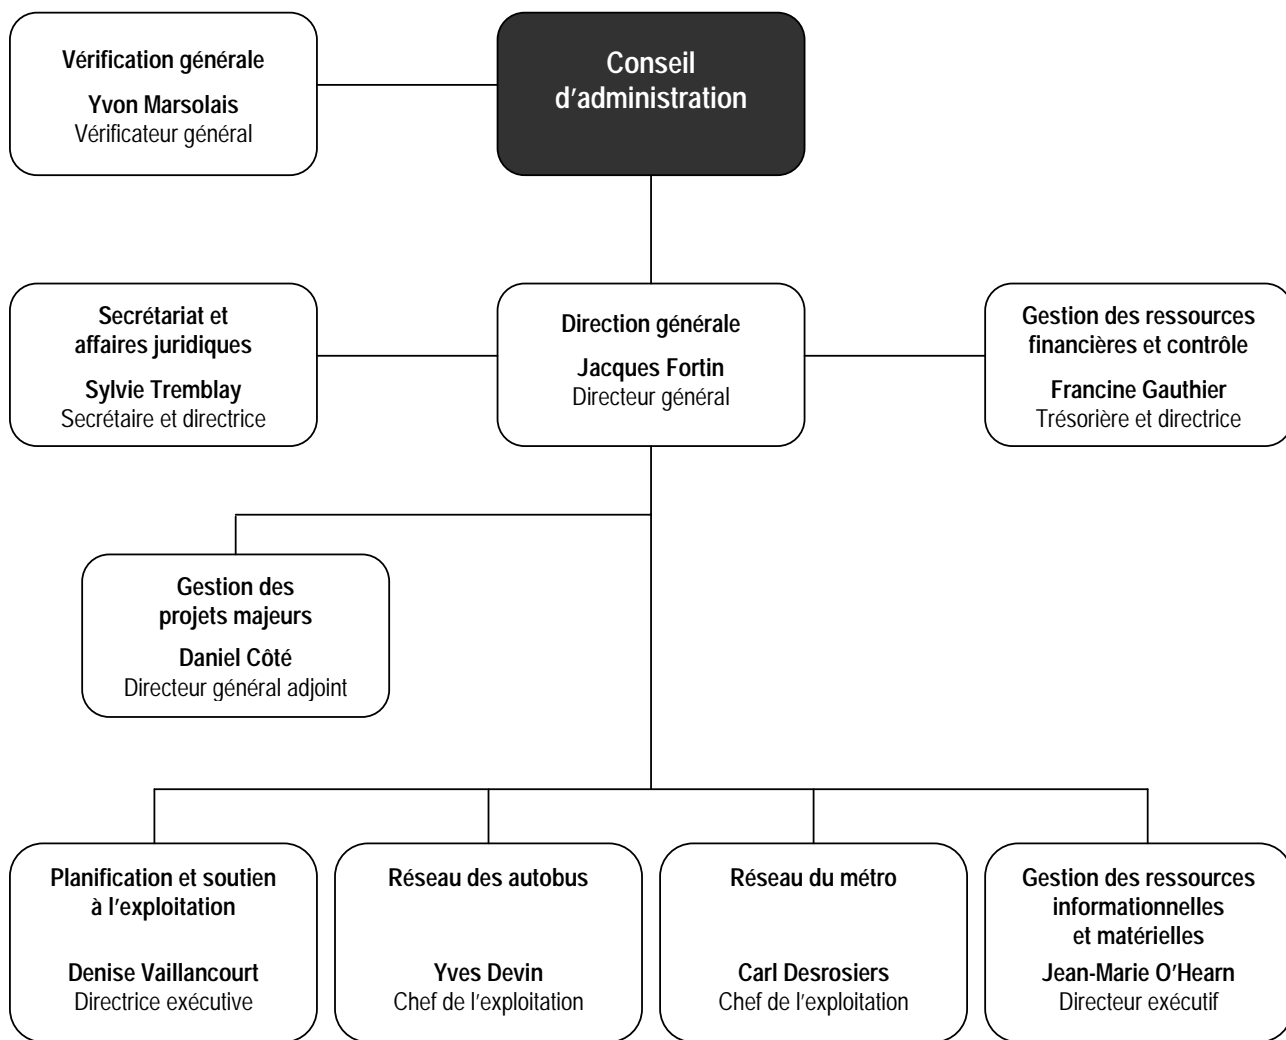 Vérification générale
Yvon Marsolais
Vérificateur général
Conseil
d'administration
Secrétariat et
affaires juridiques
Sylvie Tremblay
Secrétaire et directrice
Direction générale
Jacques Fortin
Directeur général
Gestion des ressources
financières et contrôle
Francine Gauthier
Trésorière et directrice
Gestion des
projets majeurs
Daniel Côté
Directeur général adjoint
Planification et soutien
à l'exploitation
Denise Vaillancourt
Directrice exécutive
Réseau des autobus
Yves Devin
Chef de l'exploitation
Réseau du métro
Carl Desrosiers
Chef de l'exploitation
Gestion des ressources
informationnelles
et matérielles
Jean-Marie O'Hearn
Directeur exécutif